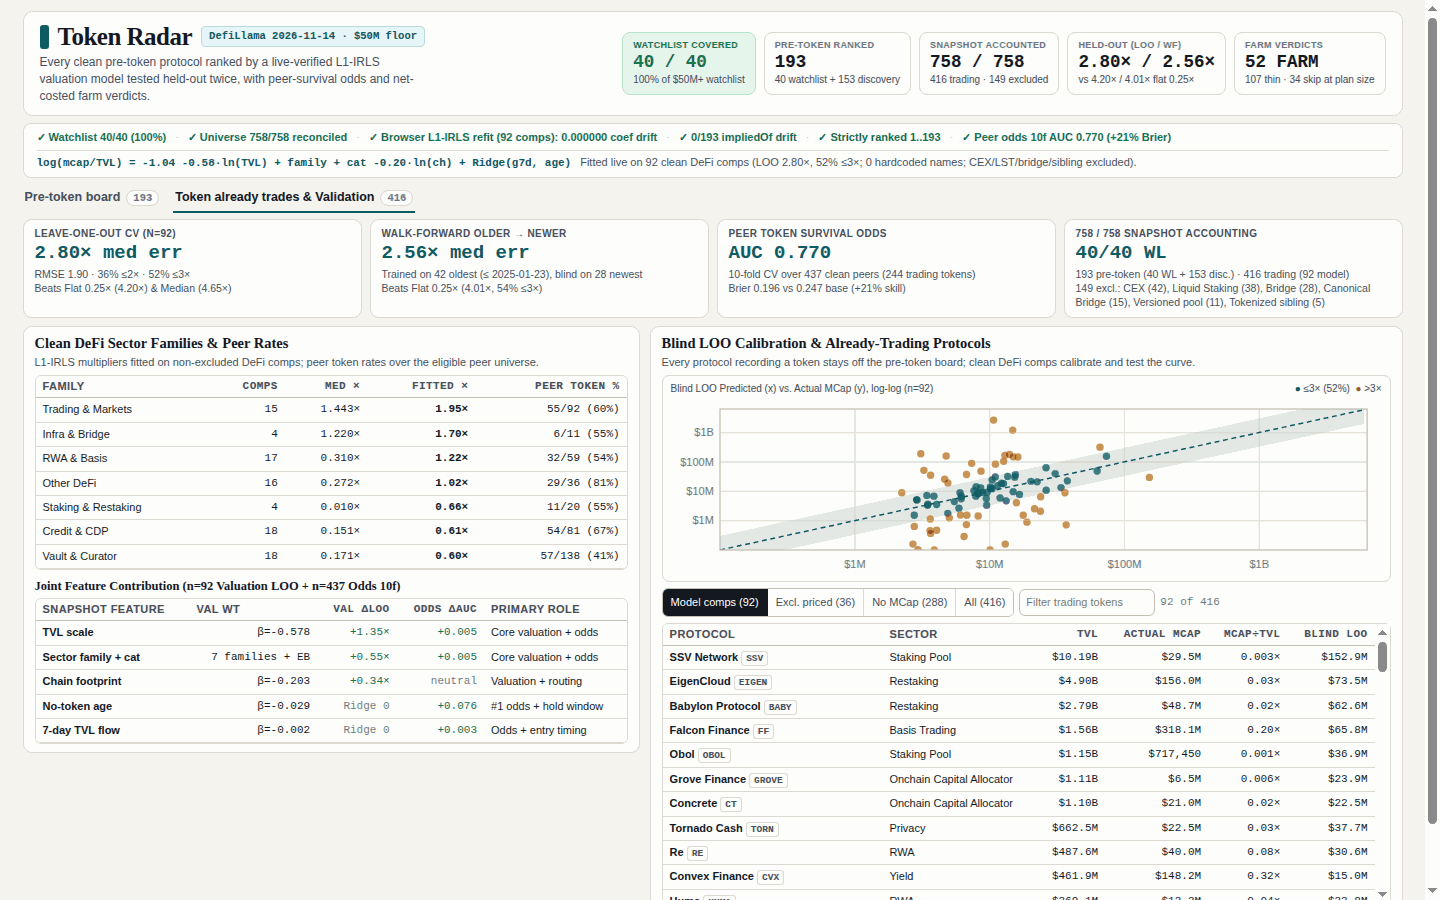 Token Radar DefiLlama 2026-11-14 · $50M floor
Every clean pre-token protocol ranked by a live-verified L1-IRLS
valuation model tested held-out twice, with peer-survival odds and net-
costed farm verdicts.
WATCHLIST COVERED
40 / 40
100% of $50M+ watchlist
PRE-TOKEN RANKED
193
40 watchlist + 153 discovery
SNAPSHOT ACCOUNTED
758 / 758
416 trading · 149 excluded
HELD-OUT (LOO / WF)
2.80× / 2.56×
vs 4.20× / 4.01× flat 0.25×
FARM VERDICTS
52 FARM
107 thin · 34 skip at plan size
✓ Watchlist 40/40 (100%) · ✓ Universe 758/758 reconciled · ✓ Browser L1-IRLS refit (92 comps): 0.000000 coef drift · ✓ 0/193 impliedOf drift · ✓ Strictly ranked 1..193 · ✓ Peer odds 10f AUC 0.770 (+21% Brier)
log(mcap/TVL) = -1.04 -0.58·ln(TVL) + family + cat -0.20·ln(ch) + Ridge(g7d, age) Fitted live on 92 clean DeFi comps (LOO 2.80×, 52% ≤3×; 0 hardcoded names; CEX/LST/bridge/sibling excluded).
Pre-token board 193 Token already trades & Validation 416
LEAVE-ONE-OUT CV (N=92)
2.80× med err
RMSE 1.90 · 36% ≤2× · 52% ≤3×
Beats Flat 0.25× (4.20×) & Median (4.65×)
WALK-FORWARD OLDER → NEWER
2.56× med err
Trained on 42 oldest (≤ 2025-01-23), blind on 28 newest
Beats Flat 0.25× (4.01×, 54% ≤3×)
PEER TOKEN SURVIVAL ODDS
AUC 0.770
10-fold CV over 437 clean peers (244 trading tokens)
Brier 0.196 vs 0.247 base (+21% skill)
758 / 758 SNAPSHOT ACCOUNTING
40/40 WL
193 pre-token (40 WL + 153 disc.) · 416 trading (92 model)
149 excl.: CEX (42), Liquid Staking (38), Bridge (28), Canonical
Bridge (15), Versioned pool (11), Tokenized sibling (5)
Clean DeFi Sector Families & Peer Rates
L1-IRLS multipliers fitted on non-excluded DeFi comps; peer token rates over the eligible peer universe.
FAMILY COMPS MED × FITTED × PEER TOKEN %
Trading & Markets 15 1.443× 1.95× 55/92 (60%)
Infra & Bridge 4 1.220× 1.70× 6/11 (55%)
RWA & Basis 17 0.310× 1.22× 32/59 (54%)
Other DeFi 16 0.272× 1.02× 29/36 (81%)
Staking & Restaking 4 0.010× 0.66× 11/20 (55%)
Credit & CDP 18 0.151× 0.61× 54/81 (67%)
Vault & Curator 18 0.171× 0.60× 57/138 (41%)
Joint Feature Contribution (n=92 Valuation LOO + n=437 Odds 10f)
SNAPSHOT FEATURE VAL WT VAL ΔLOO ODDS ΔAUC PRIMARY ROLE
TVL scale β=-0.578 +1.35× +0.005 Core valuation + odds
Sector family + cat 7 families + EB +0.55× +0.005 Core valuation + odds
Chain footprint β=-0.203 +0.34× neutral Valuation + routing
No-token age β=-0.029 Ridge 0 +0.076 #1 odds + hold window
7-day TVL flow β=-0.002 Ridge 0 +0.003 Odds + entry timing
Blind LOO Calibration & Already-Trading Protocols
Every protocol recording a token stays off the pre-token board; clean DeFi comps calibrate and test the curve.
Blind LOO Predicted (x) vs. Actual MCap (y), log-log (n=92) ● ≤3× (52%) ● >3×
$1B
$100M
$10M
$1M
$1M $10M $100M $1B
Model comps (92) Excl. priced (36) No MCap (288) All (416) Filter trading tokens 92 of 416
PROTOCOL SECTOR TVL ACTUAL MCAP MCAP÷TVL BLIND LOO
SSV Network SSV Staking Pool $10.19B $29.5M 0.003× $152.9M
EigenCloud EIGEN Restaking $4.90B $156.0M 0.03× $73.5M
Babylon Protocol BABY Restaking $2.79B $48.7M 0.02× $62.6M
Falcon Finance FF Basis Trading $1.56B $318.1M 0.20× $65.8M
Obol OBOL Staking Pool $1.15B $717,450 0.001× $36.9M
Grove Finance GROVE Onchain Capital Allocator $1.11B $6.5M 0.006× $23.9M
Concrete CT Onchain Capital Allocator $1.10B $21.0M 0.02× $22.5M
Tornado Cash TORN Privacy $662.5M $22.5M 0.03× $37.7M
Re RE RWA $487.6M $40.0M 0.08× $30.6M
Convex Finance CVX Yield $461.9M $148.2M 0.32× $15.0M